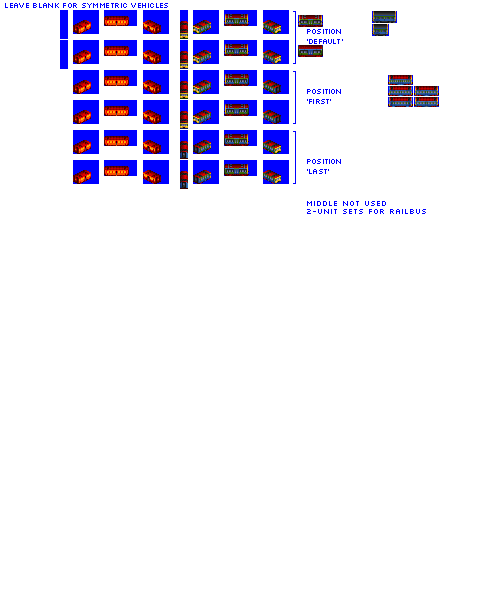 LEAVE BLANK FOR SYMMETRIC VEHICLES
POSITION
'DEFAULT'
POSITION
'FIRST'
POSITION
'LAST'
MIDDLE NOT USED
2-UNIT SETS FOR RAILBUS